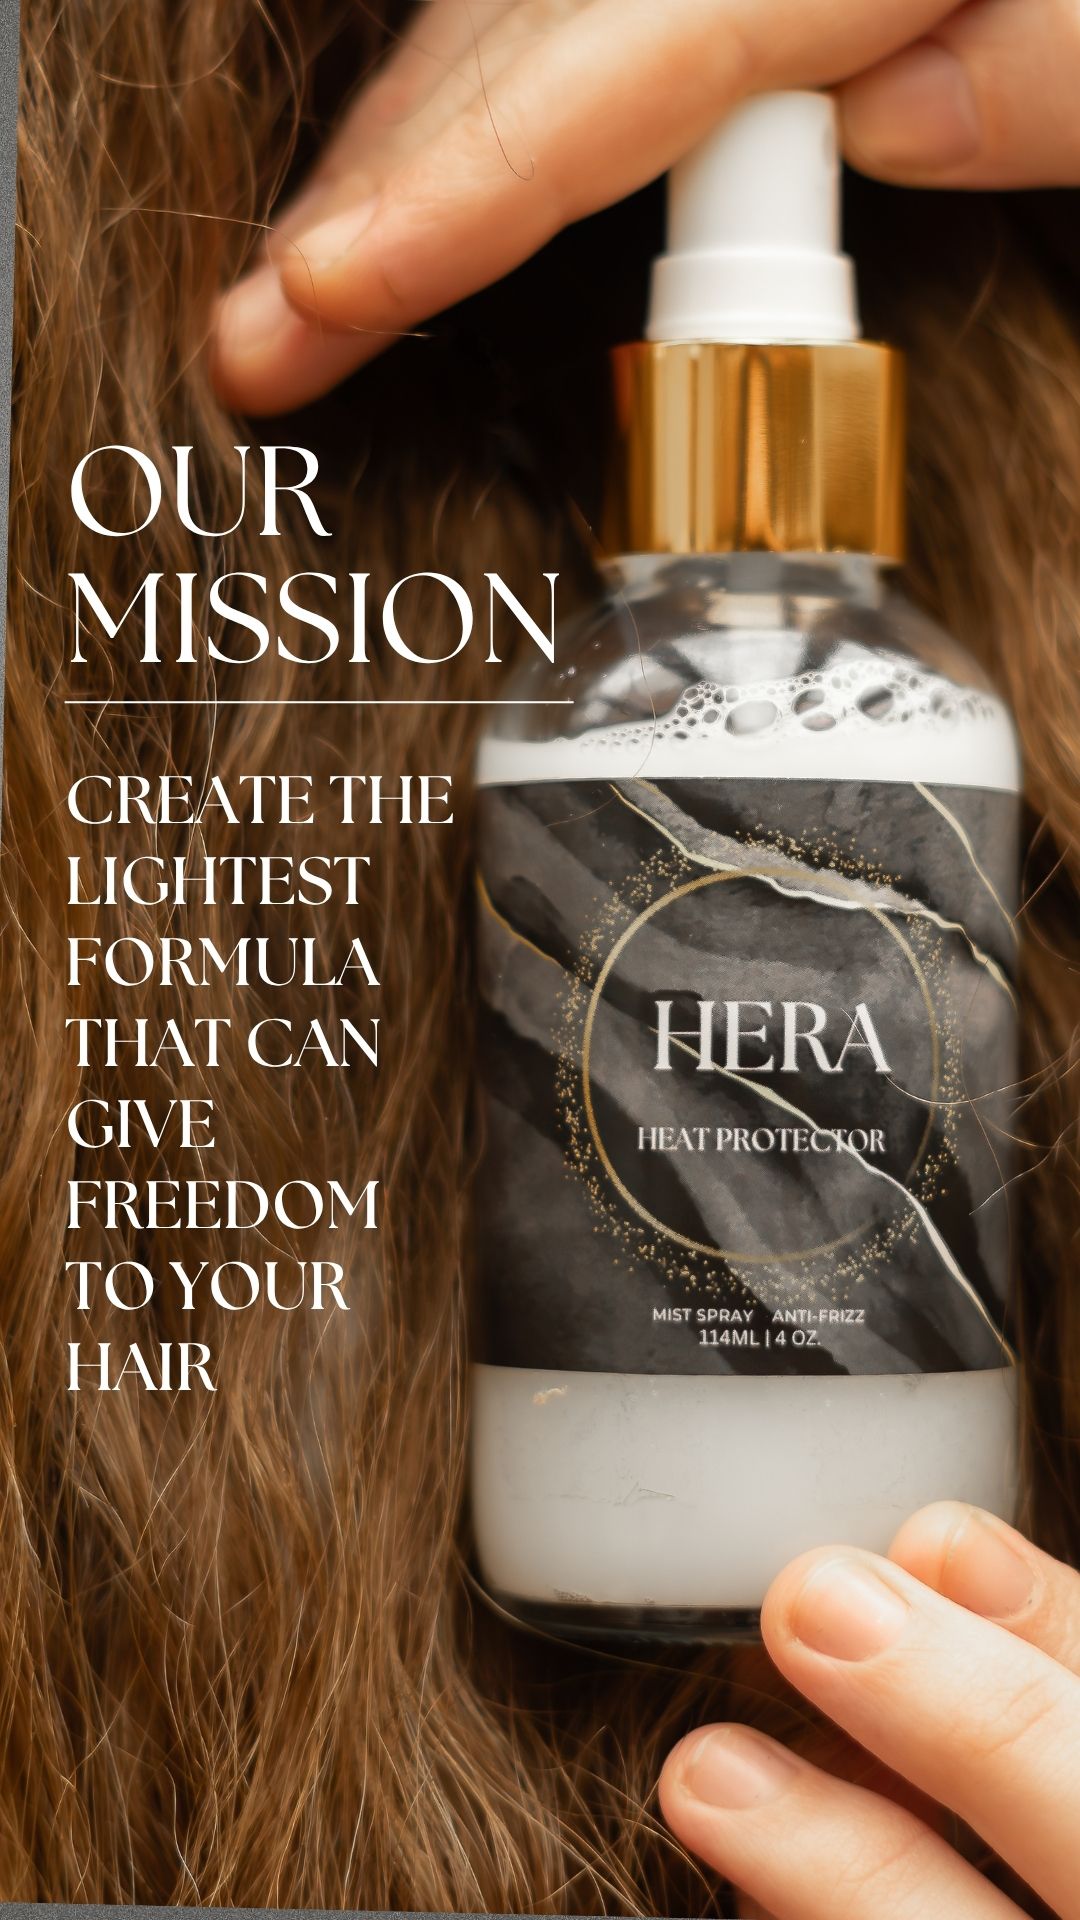 OUR
MISSION
CREATE THE
LIGHTEST
FORMULA
THAT CAN
GIVE
FREEDOM
TO YOUR
HAIR
HERA
HEAT PROTECTOR
MIST SPRAY ANTI-FRIZZ
114ML | 4 OZ.